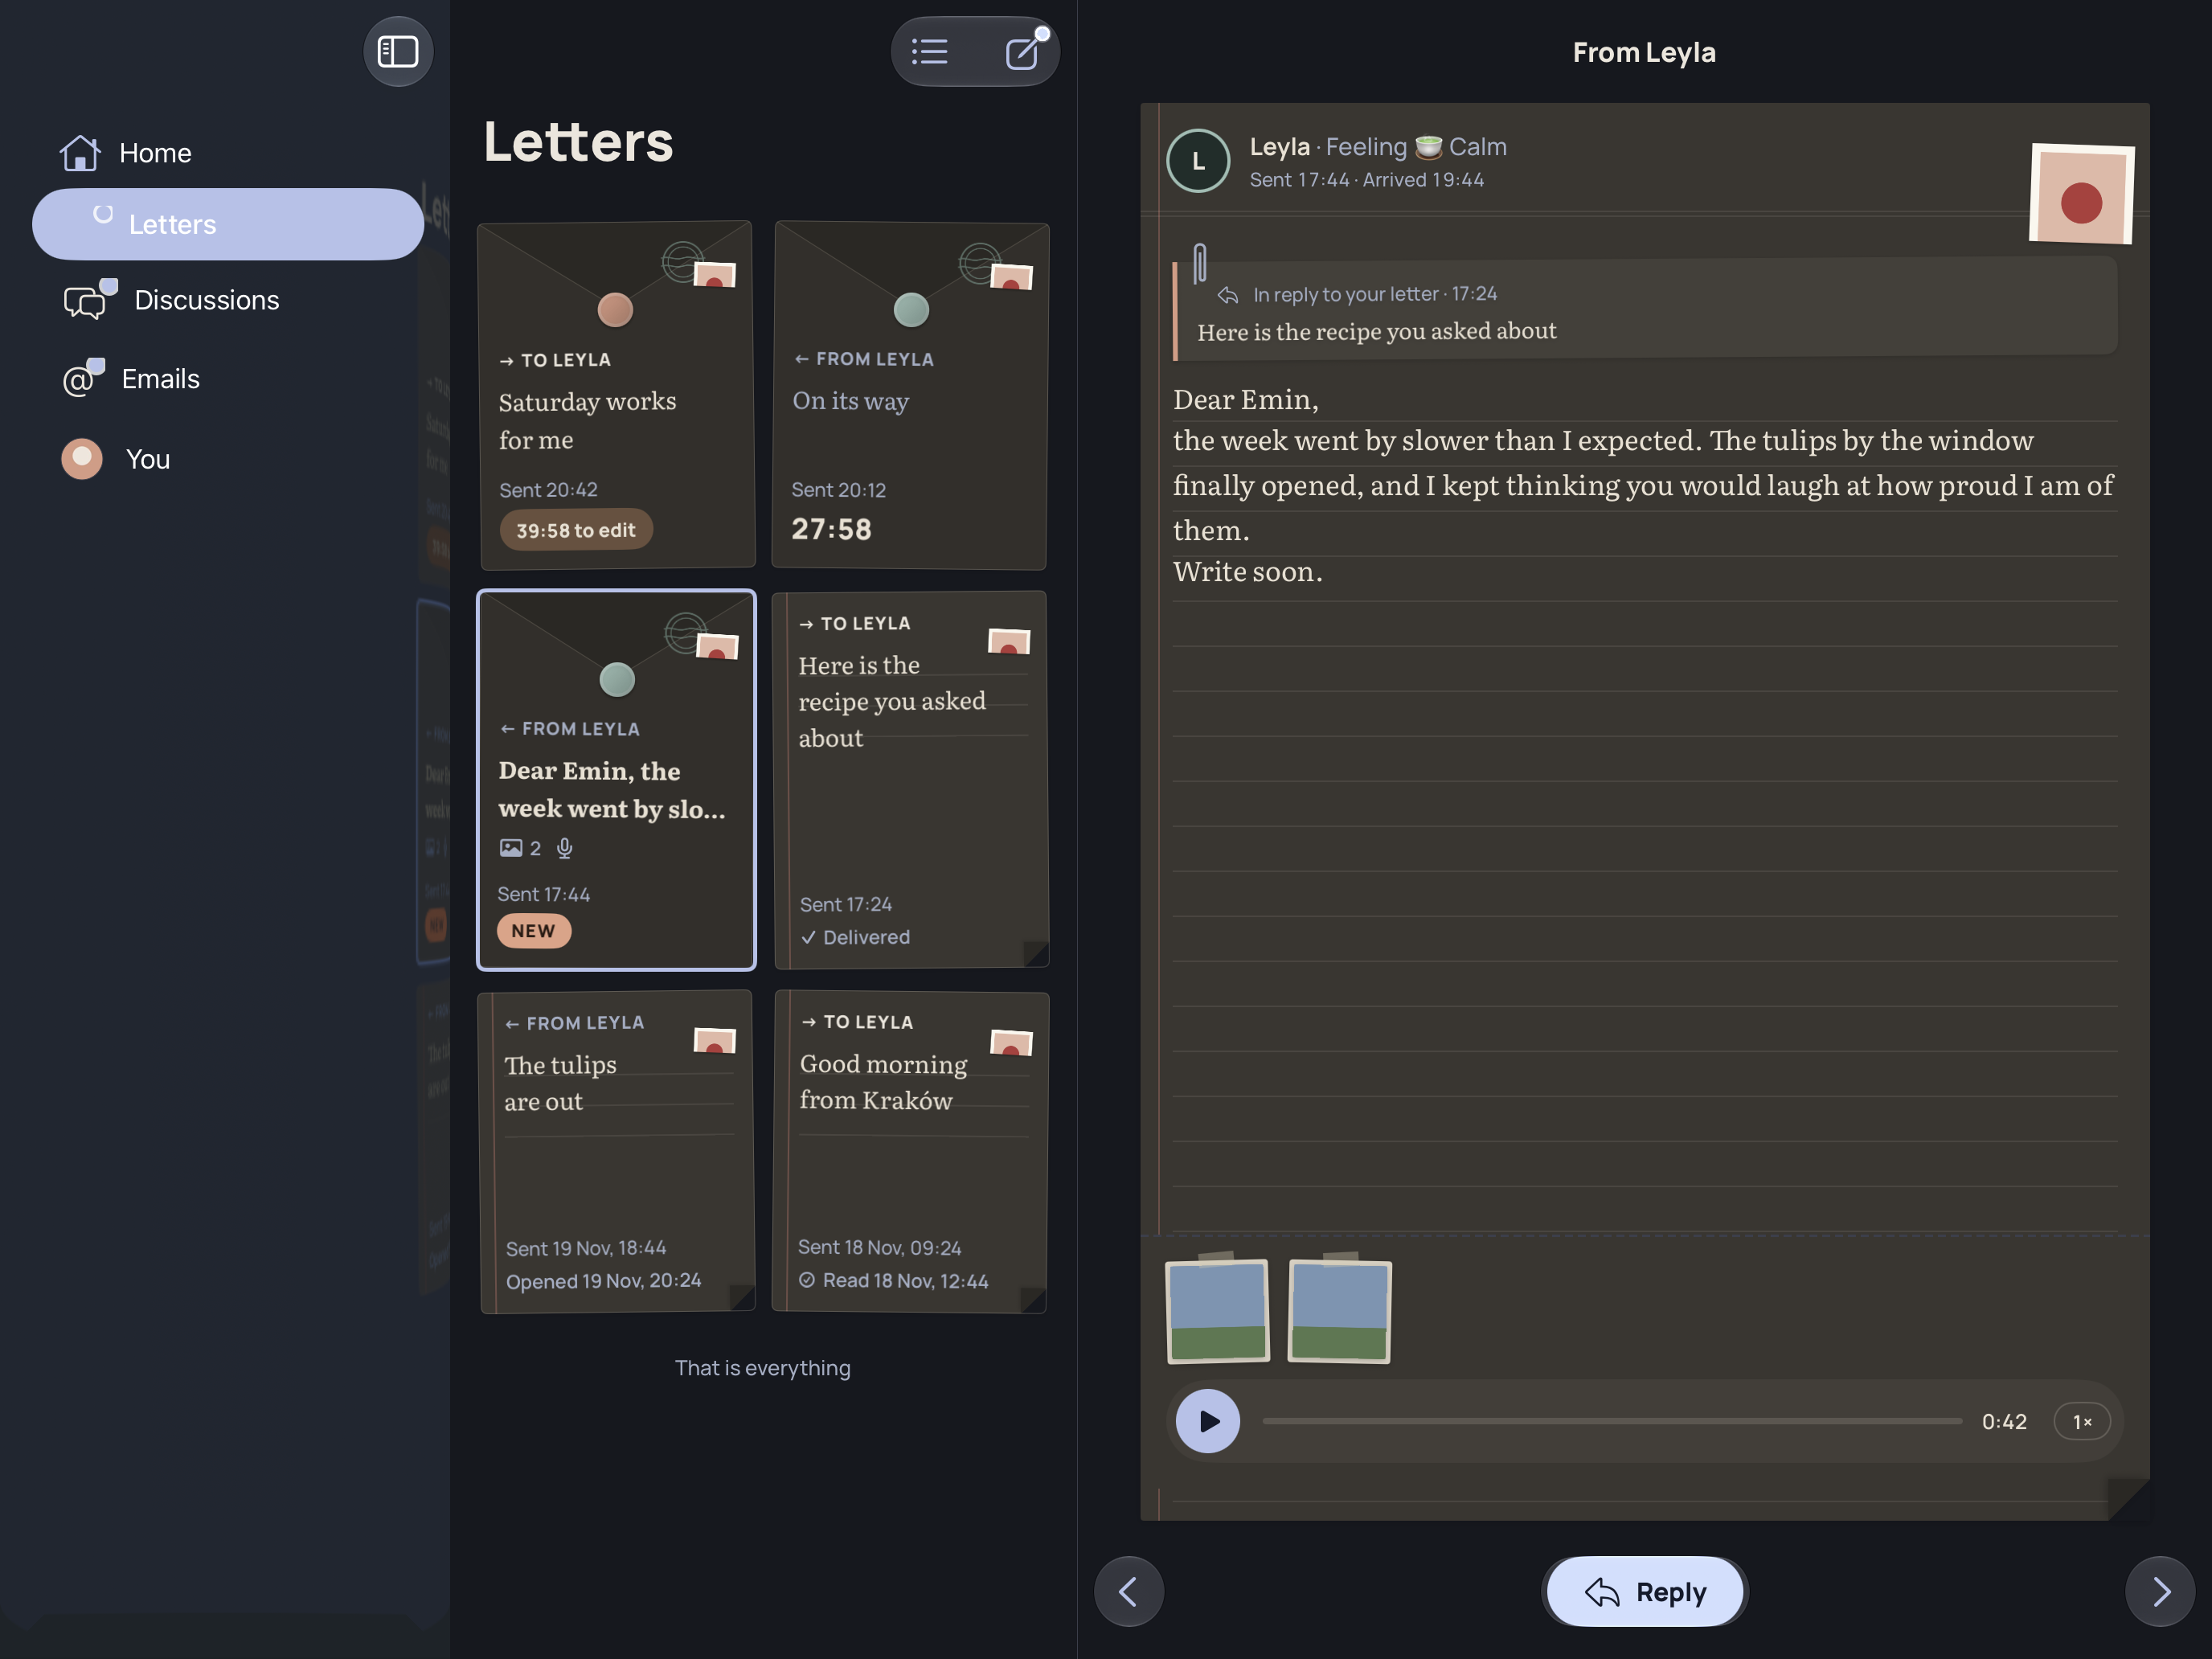 Home
Letters
Discussions
@ Emails
You
Letters
→ TO LEYLA
Saturday works
for me
Sent 20:42
39:58 to edit
← FROM LEYLA
On its way
Sent 20:12
27:58
← FROM LEYLA
Dear Emin, the
week went by slo...
2
Sent 17:44
NEW
→ TO LEYLA
Here is the
recipe you asked
about
Sent 17:24
✓ Delivered
← FROM LEYLA
The tulips
are out
Sent 19 Nov, 18:44
Opened 19 Nov, 20:24
→ TO LEYLA
Good morning
from Kraków
Sent 18 Nov, 09:24
Read 18 Nov, 12:44
That is everything
From Leyla
L
Leyla · Feeling 🍵 Calm
Sent 17:44 · Arrived 19:44
In reply to your letter · 17:24
Here is the recipe you asked about
Dear Emin,
the week went by slower than I expected. The tulips by the window
finally opened, and I kept thinking you would laugh at how proud I am of
them.
Write soon.
0:42
1×
Reply